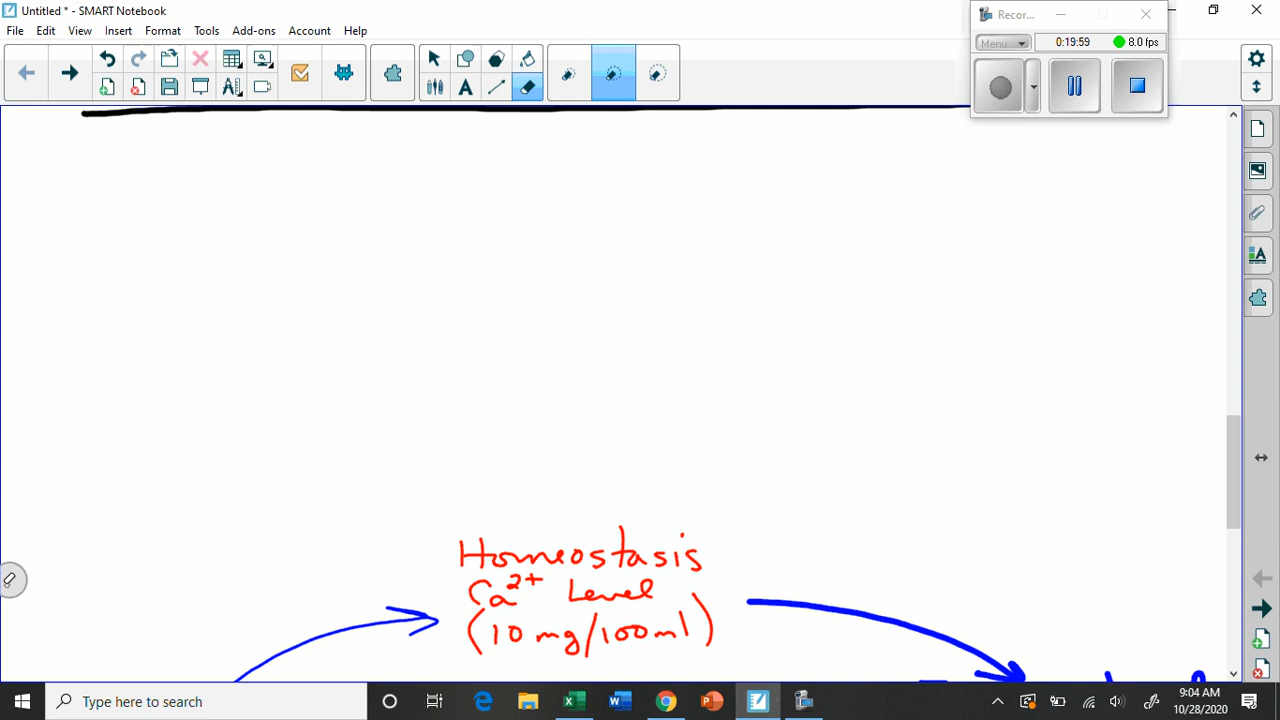 Untitled * - SMART Notebook
Recor...
File Edit View Insert Format Tools Add-ons Account Help
Menu
0:19:59
8.0 fps
Homeostasis
Ca2+ Level
(10 mg/100ml)
Type here to search
9:04 AM
10/28/2020